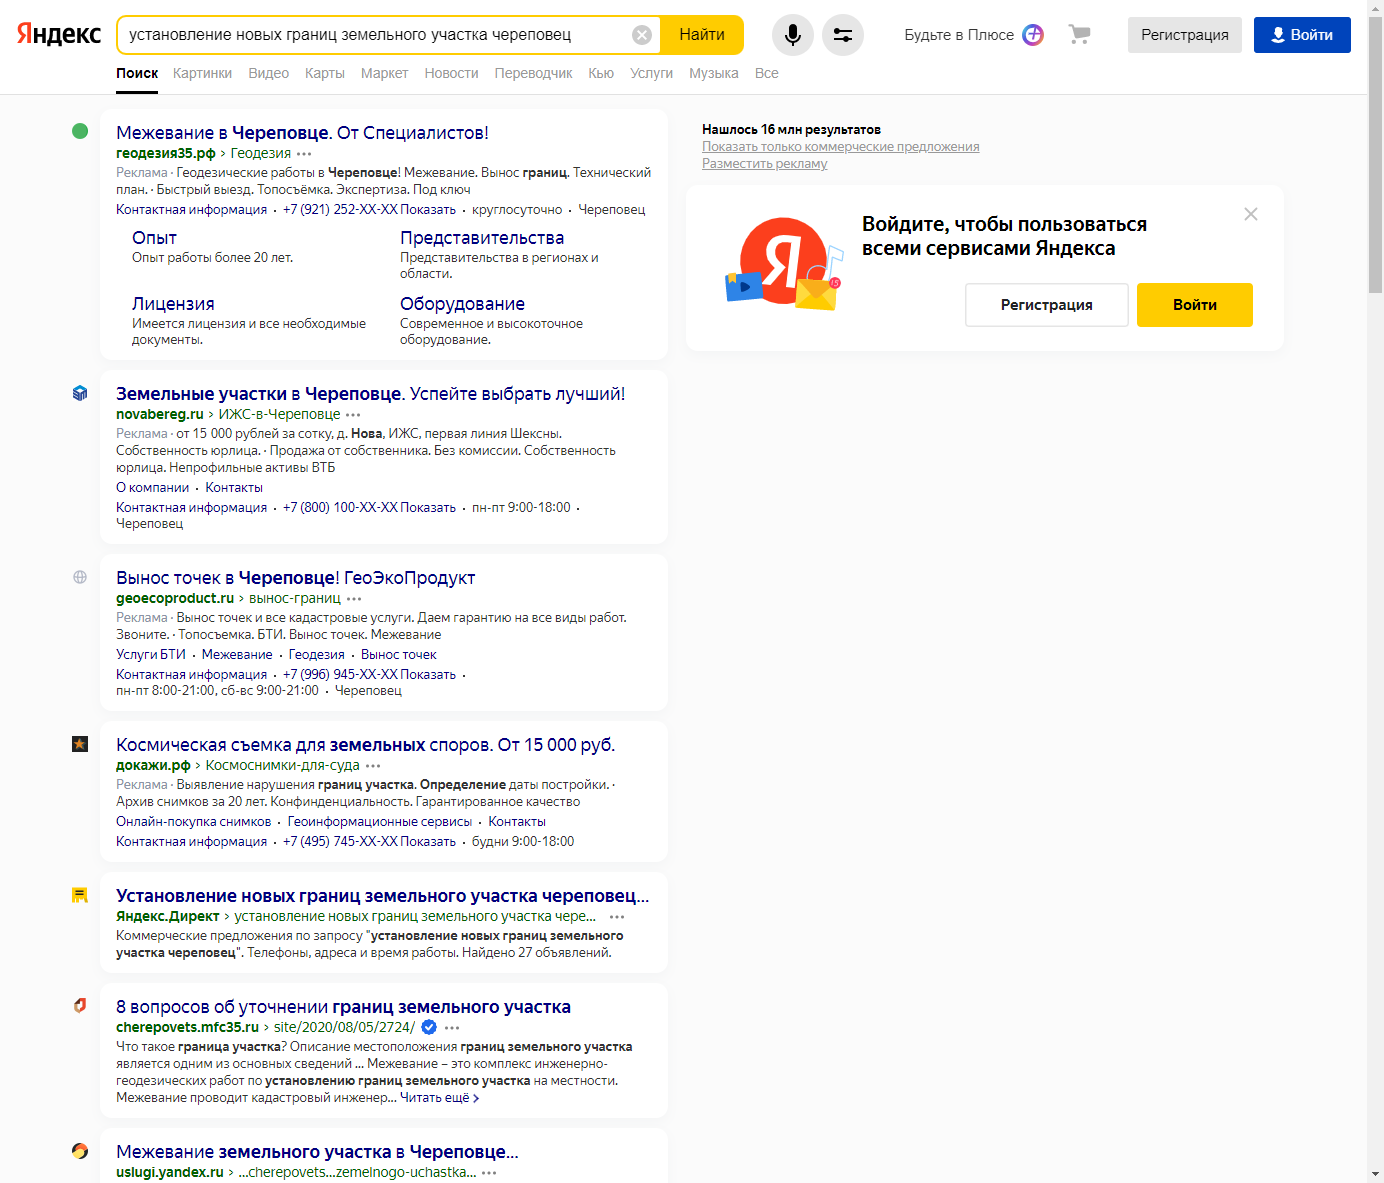 Яндекс
установление новых границ земельного участка череповец
Найти
Будьте в Плюсе
Регистрация
Войти
Поиск Картинки Видео Карты Маркет Новости Переводчик Кью Услуги Музыка Все
Межевание в Череповце. От Специалистов!
геодезия35.рф › Геодезия
Реклама · Геодезические работы в Череповце! Межевание. Вынос границ. Технический
план. · Быстрый выезд. Топосъёмка. Экспертиза. Под ключ
Контактная информация · +7 (921) 252-XX-XX Показать · круглосуточно · Череповец
Опыт
Опыт работы более 20 лет.
Представительства
Представительства в регионах и
области.
Лицензия
Имеется лицензия и все необходимые
документы.
Оборудование
Современное и высокоточное
оборудование.
Земельные участки в Череповце. Успейте выбрать лучший!
novabereg.ru › ИЖС-в-Череповце
Реклама · от 15 000 рублей за сотку, д. Нова, ИЖС, первая линия Шексны.
Собственность юрлица. · Продажа от собственника. Без комиссии. Собственность
юрлица. Непрофильные активы ВТБ
О компании · Контакты
Контактная информация · +7 (800) 100-XX-XX Показать · пн-пт 9:00-18:00 ·
Череповец
Вынос точек в Череповце! ГеоЭкоПродукт
geoecoproduct.ru › вынос-границ
Реклама · Вынос точек и все кадастровые услуги. Даем гарантию на все виды работ.
Звоните. · Топосъемка. БТИ. Вынос точек. Межевание
Услуги БТИ · Межевание · Геодезия · Вынос точек
Контактная информация · +7 (996) 945-XX-XX Показать ·
пн-пт 8:00-21:00, сб-вс 9:00-21:00 · Череповец
Космическая съемка для земельных споров. От 15 000 руб.
докажи.рф › Космоснимки-для-суда
Реклама · Выявление нарушения границ участка. Определение даты постройки. ·
Архив снимков за 20 лет. Конфинденциальность. Гарантированное качество
Онлайн-покупка снимков · Геоинформационные сервисы · Контакты
Контактная информация · +7 (495) 745-XX-XX Показать · будни 9:00-18:00
Установление новых границ земельного участка череповец...
Яндекс.Директ › установление новых границ земельного участка чере...
Коммерческие предложения по запросу "установление новых границ земельного
участка череповец". Телефоны, адреса и время работы. Найдено 27 объявлений.
8 вопросов об уточнении границ земельного участка
cherepovets.mfc35.ru › site/2020/08/05/2724/
Что такое граница участка? Описание местоположения границ земельного участка
является одним из основных сведений ... Межевание – это комплекс инженерно-
геодезических работ по установлению границ земельного участка на местности.
Межевание проводит кадастровый инженер... Читать ещё ›
Межевание земельного участка в Череповце...
uslugi.yandex.ru › ...cherepovets...zemelnogo-uchastka...
Нашлось 16 млн результатов
Показать только коммерческие предложения
Разместить рекламу
Я
15
Войдите, чтобы пользоваться
всеми сервисами Яндекса
Регистрация
Войти